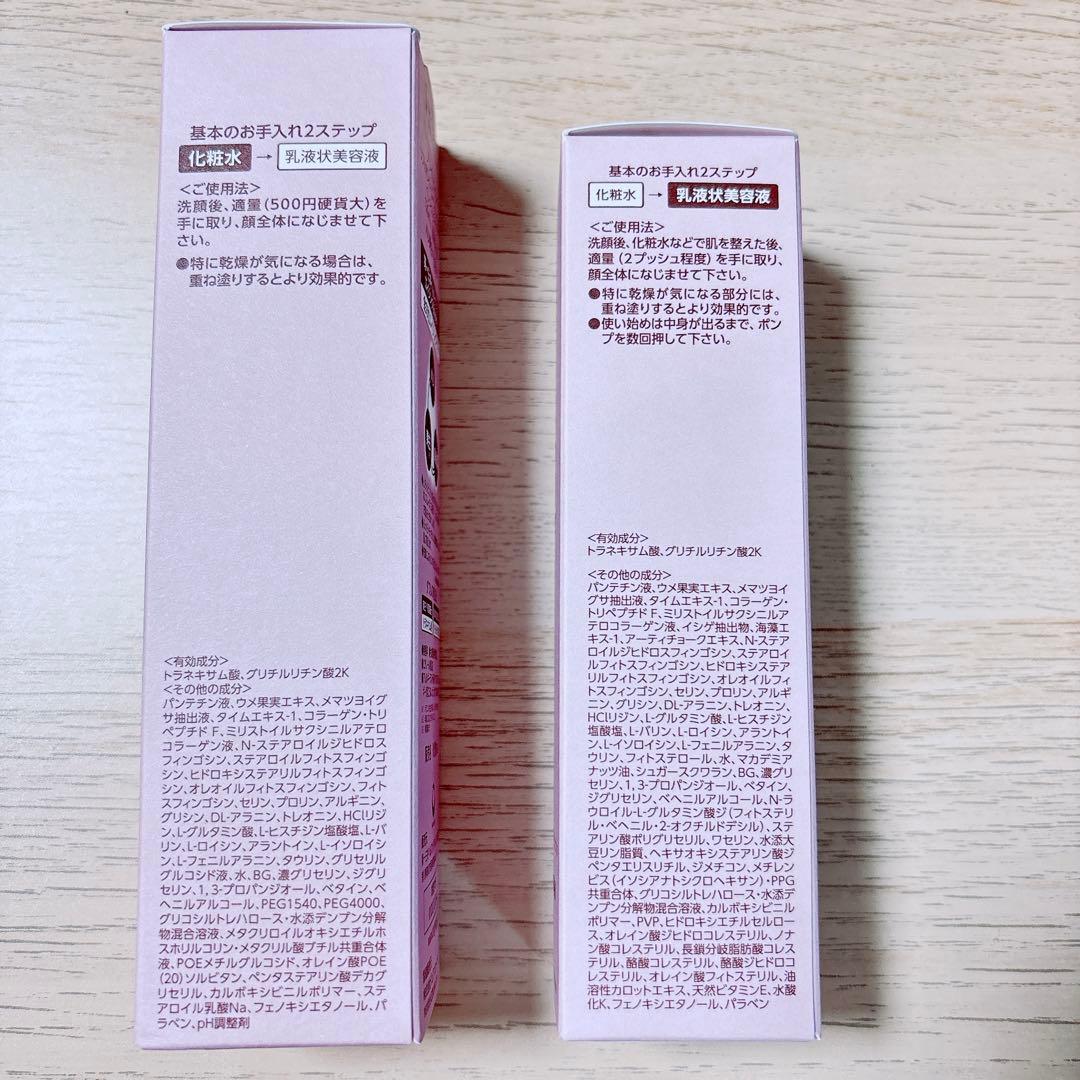 基本のお手入れ2ステップ
化粧水 → 乳液状美容液
<ご使用法>
洗顔後、適量(500円硬貨大)を
手に取り、顔全体になじませて下
さい。
●特に乾燥が気になる場合は、
重ね塗りするとより効果的です。
<有効成分>
トラネキサム酸、グリチルリチン酸2K
<その他の成分>
パンテチン液、ウメ果実エキス、メマツヨイグ
サ抽出液、タイムエキス-1、コラーゲン・トリ
ペプチド F、ミリストイルサクシニルアテロ
コラーゲン液、N-ステアロイルジヒドロス
フィンゴシン、ステアロイルフィトスフィンゴ
シン、ヒドロキシステアリルフィトスフィンゴ
シン、オレオイルフィトスフィンゴシン、フィト
スフィンゴシン、セリン、プロリン、アルギニン、
グリシン、DL-アラニン、トレオニン、HClリジ
ン、L-グルタミン酸、L-ヒスチジン塩酸塩、L-バ
リン、L-ロイシン、アラントイン、L-イソロイシ
ン、L-フェニルアラニン、タウリン、グリセリル
グルコシド液、水、BG、濃グリセリン、ジグリ
セリン、1,3-プロパンジオール、ベタイン、ベ
ヘニルアルコール、PEG1540、PEG4000、
グリコシルトレハロース・水添デンプン分解
物混合溶液、メタクリロイルオキシエチルホ
スホリルコリン・メタクリル酸ブチル共重合体
液、POEメチルグルコシド、オレイン酸POE
(20)ソルビタン、ペンタステアリン酸デカグ
リセリル、カルボキシビニルポリマー、ステ
アロイル乳酸Na、フェノキシエタノール、パ
ラベン、pH調整剤
基本のお手入れ2ステップ
化粧水 → 乳液状美容液
<ご使用法>
洗顔後、化粧水などで肌を整えた後、
適量(2プッシュ程度)を手に取り、
顔全体になじませて下さい。
●特に乾燥が気になる部分には、
重ね塗りするとより効果的です。
●使い始めは中身が出るまで、ポン
プを数回押して下さい。
<有効成分>
トラネキサム酸、グリチルリチン酸2K
<その他の成分>
パンテチン液、ウメ果実エキス、メマツヨイ
グサ抽出液、タイムエキス-1、コラーゲン・
トリペプチド F、ミリストイルサクシニルア
テロコラーゲン液、イシゲ抽出物、海藻エ
キス-1、アーティチョークエキス、N-ステア
ロイルジヒドロスフィンゴシン、ステアロイ
ルフィトスフィンゴシン、ヒドロキシステア
リルフィトスフィンゴシン、オレオイルフィ
トスフィンゴシン、セリン、プロリン、アルギ
ニン、グリシン、DL-アラニン、トレオニン、
HClリジン、L-グルタミン酸、L-ヒスチジン
塩酸塩、L-バリン、L-ロイシン、アラントイ
ン、L-イソロイシン、L-フェニルアラニン、タ
ウリン、フィトステロール、水、マカデミア
ナッツ油、シュガースクワラン、BG、濃グリ
セリン、1,3-プロパンジオール、ベタイン、
ジグリセリン、ベヘニルアルコール、N-ラ
ウロイル-L-グルタミン酸ジ(フィトステリ
ル・ベヘニル・2-オクチルドデシル)、ステ
アリン酸ポリグリセリル、ワセリン、水添大
豆リン脂質、ヘキサオキシステアリン酸ジ
ペンタエリスリチル、ジメチコン、メチレン
ビス(イソシアナトシクロヘキサン)・PPG
共重合体、グリコシルトレハロース・水添デ
ンプン分解物混合溶液、カルボキシビニル
ポリマー、PVP、ヒドロキシエチルセルロー
ス、オレイン酸ジヒドロコレステリル、ノナ
ン酸コレステリル、長鎖分岐脂肪酸コレス
テリル、酪酸コレステリル、酪酸ジヒドロコ
レステリル、オレイン酸フィトステリル、油
溶性カロットエキス、天然ビタミンE、水酸
化K、フェノキシエタノール、パラベン